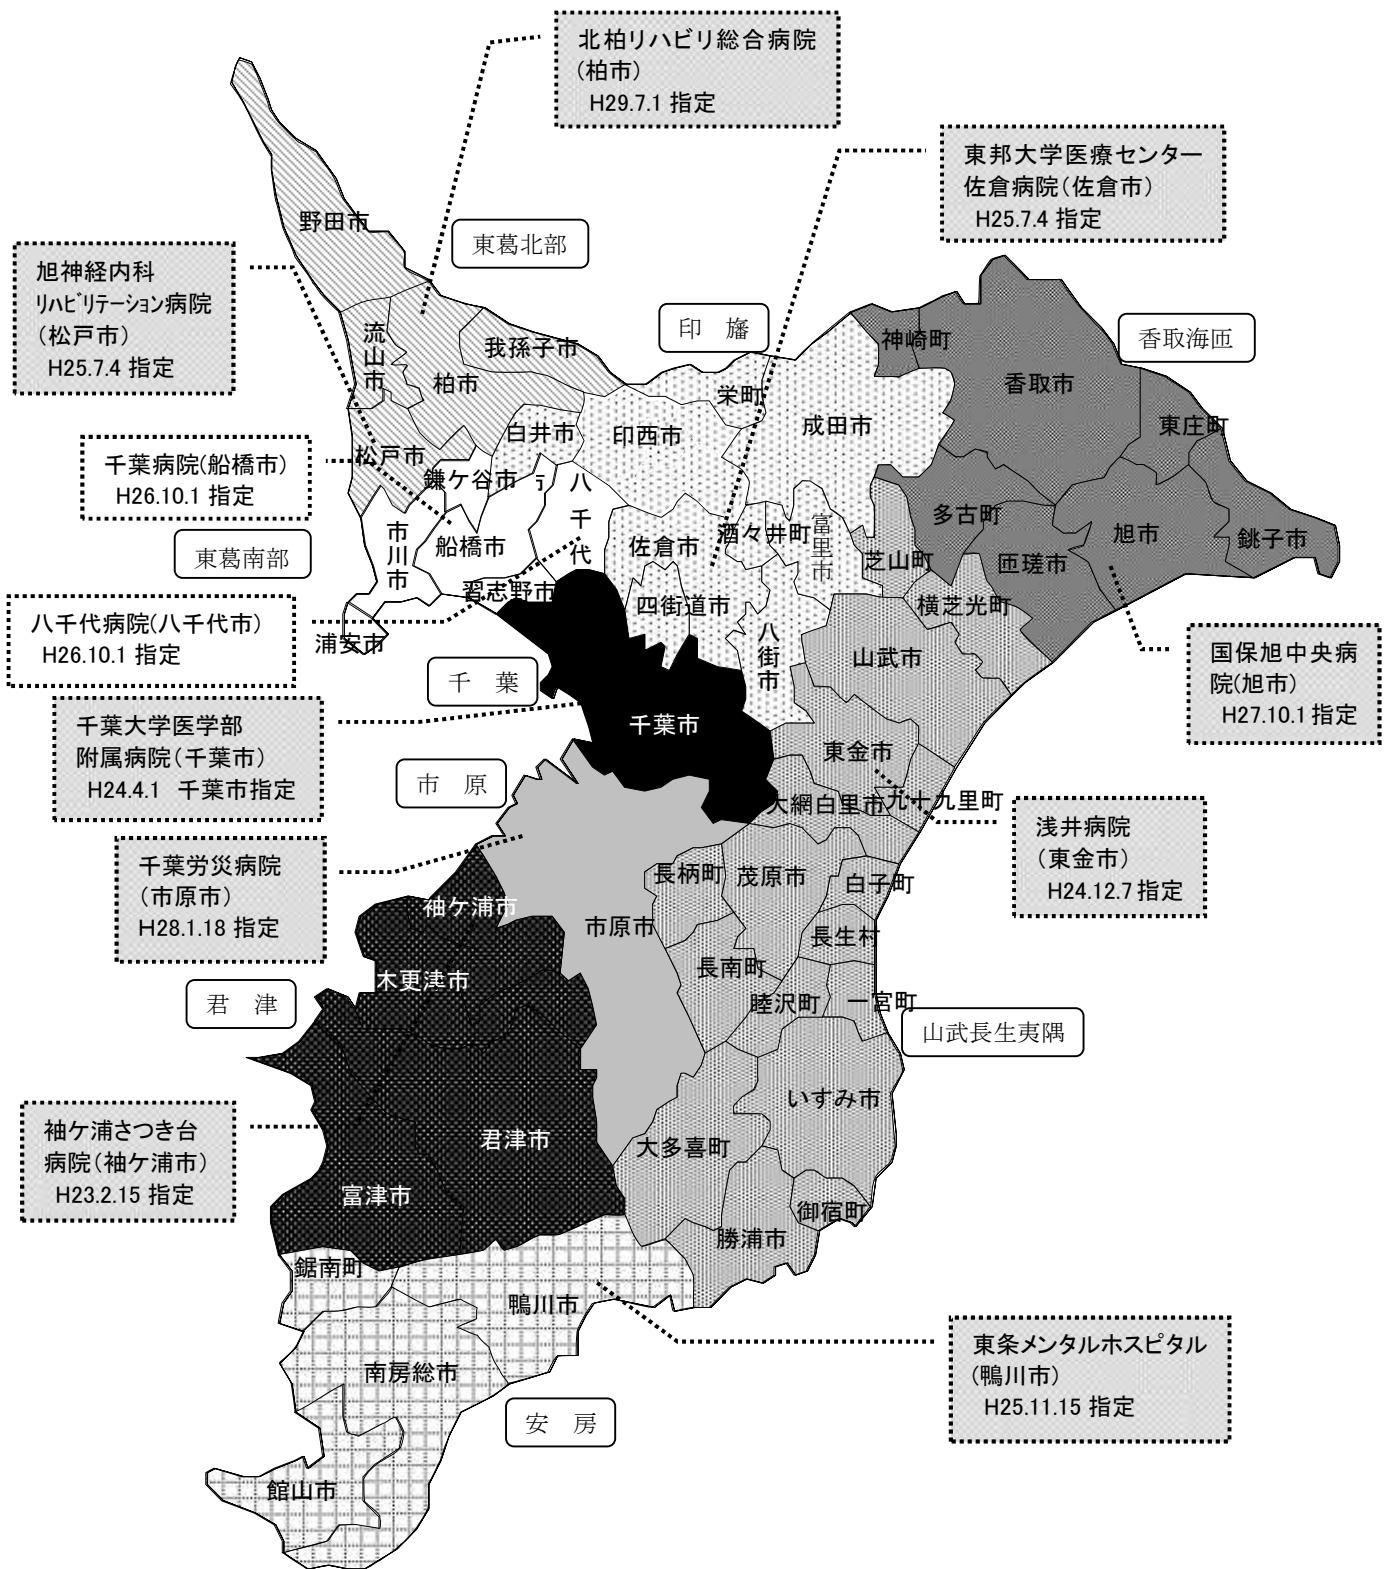 北柏リハビリ総合病院
(柏市)
H29.7.1 指定
東邦大学医療センター
佐倉病院(佐倉市)
H25.7.4 指定
野田市
東葛北部
旭神経内科
リハビリテーション病院
(松戸市)
H25.7.4 指定
印　旛
香取海匝
流山市
柏市
我孫子市
神崎町
香取市
栄町
東庄町
白井市
印西市
成田市
松戸市
千葉病院(船橋市)
H26.10.1 指定
鎌ケ谷市
市
八千代
東葛南部
市川市
船橋市
佐倉市
酒々井町
富里市
芝山町
多古町
匝瑳市
旭市
銚子市
習志野市
四街道市
横芝光町
八千代病院(八千代市)
H26.10.1 指定
浦安市
八街市
山武市
国保旭中央病
院(旭市)
H27.10.1 指定
千　葉
千葉大学医学部
附属病院(千葉市)
H24.4.1 千葉市指定
千葉市
東金市
市　原
大網白里市
九十九里町
浅井病院
(東金市)
H24.12.7 指定
千葉労災病院
(市原市)
H28.1.18 指定
長柄町
茂原市
白子町
袖ケ浦市
市原市
長生村
長南町
木更津市
君　津
睦沢町
一宮町
山武長生夷隅
いすみ市
袖ケ浦さつき台
病院(袖ケ浦市)
H23.2.15 指定
君津市
大多喜町
富津市
御宿町
勝浦市
鋸南町
鴨川市
東条メンタルホスピタル
(鴨川市)
H25.11.15 指定
南房総市
安　房
館山市